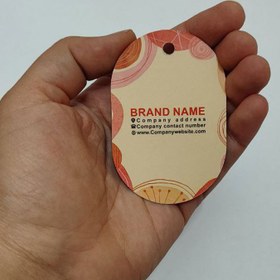 BRAND NAME
Company address
Company contact number
www.Companywebsite.com